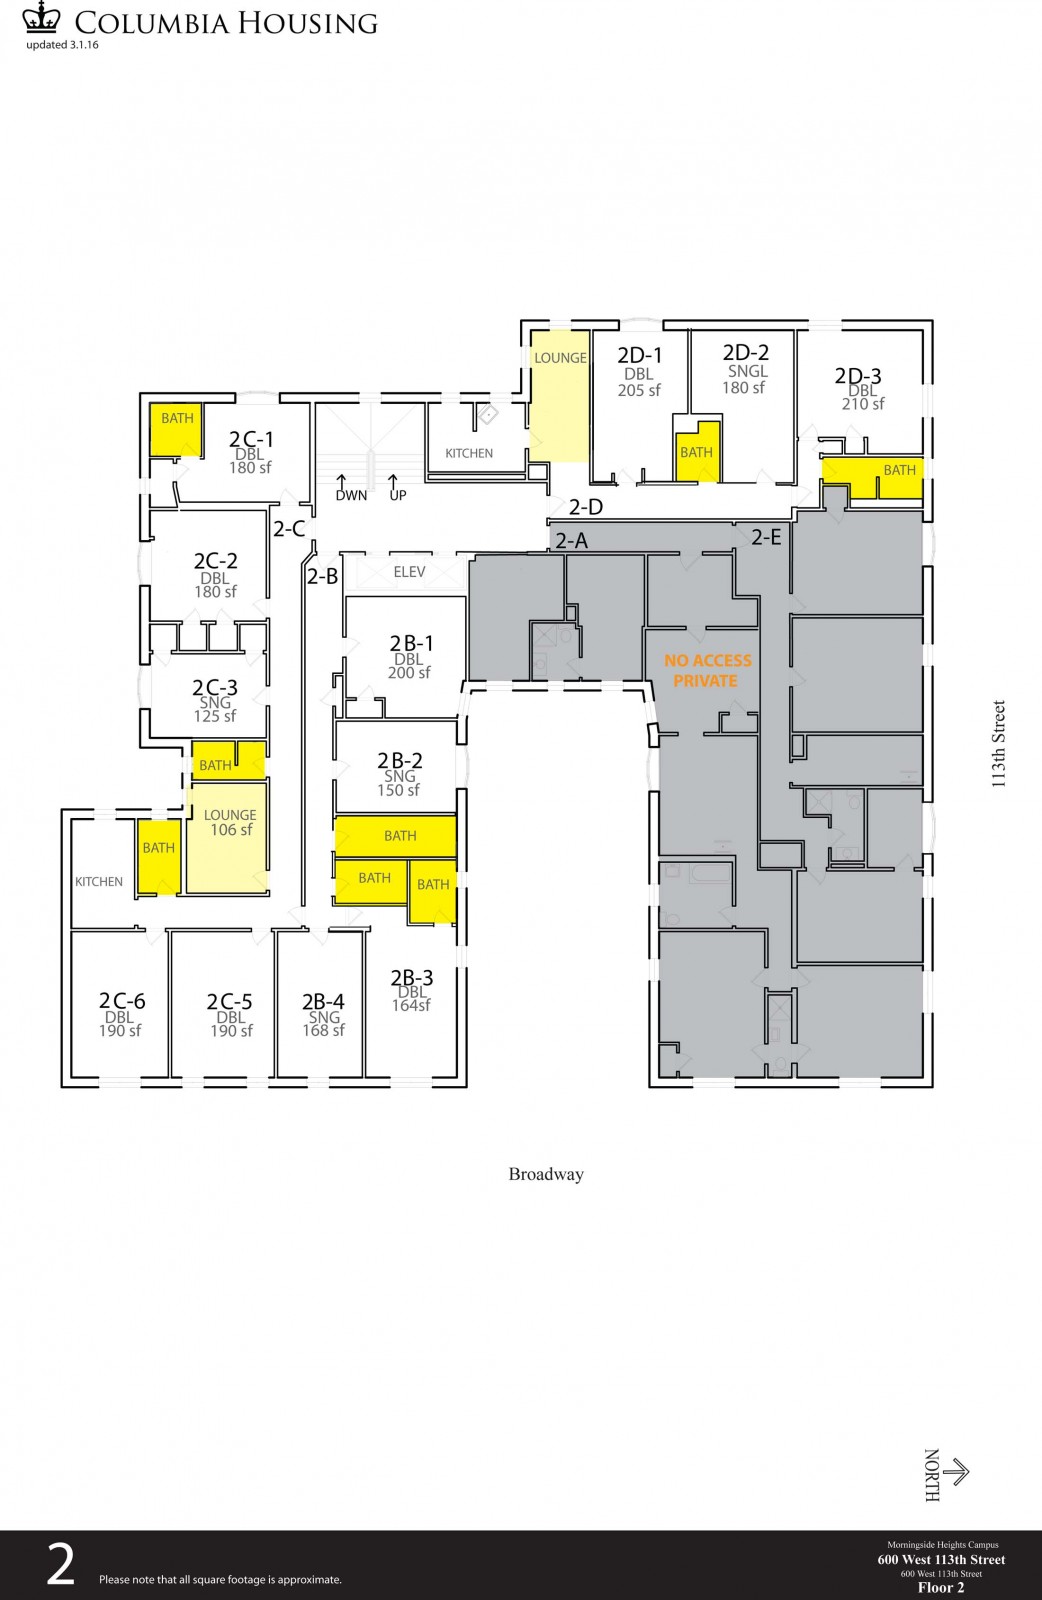 COLUMBIA HOUSING
updated 3.1.16
LOUNGE
2D-1
DBL
205 sf
2D-2
SNGL
180 sf
2D-3
DBL
210 sf
BATH
BATH
BATH
2C-1
DBL
180 sf
KITCHEN
DWN
UP
2-C
2-D
2-A
2-E
2-B
ELEV
2C-2
DBL
180 sf
2B-1
DBL
200 sf
NO ACCESS
PRIVATE
2C-3
SNG
125 sf
113th Street
BATH
2B-2
SNG
150 sf
LOUNGE
106 sf
BATH
BATH
KITCHEN
BATH
BATH
2C-6
DBL
190 sf
2C-5
DBL
190 sf
2B-4
SNG
168 sf
2B-3
DBL
164sf
Broadway
NORTH
2
Please note that all square footage is approximate.
Morningside Heights Campus
600 West 113th Street
600 West 113th Street
Floor 2